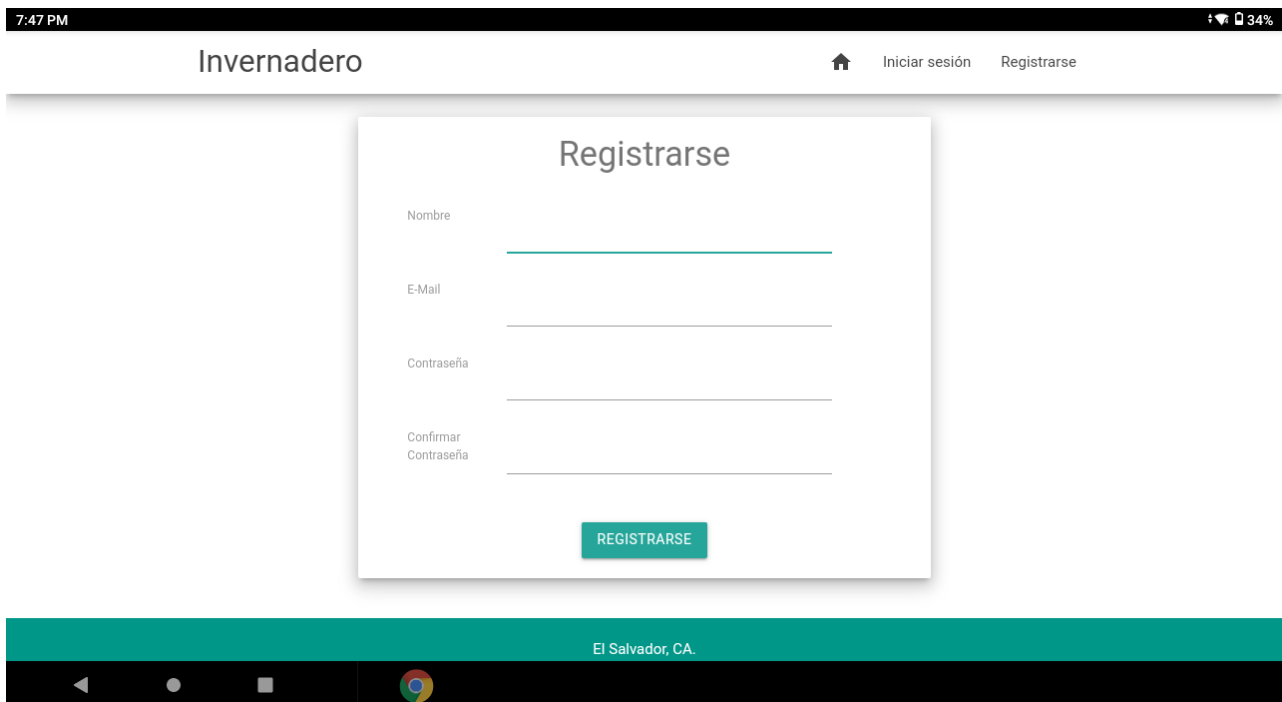 7:47 PM
34%
Invernadero
Iniciar sesión
Registrarse
Registrarse
Nombre
E-Mail
Contraseña
Confirmar
Contraseña
REGISTRARSE
El Salvador, CA.